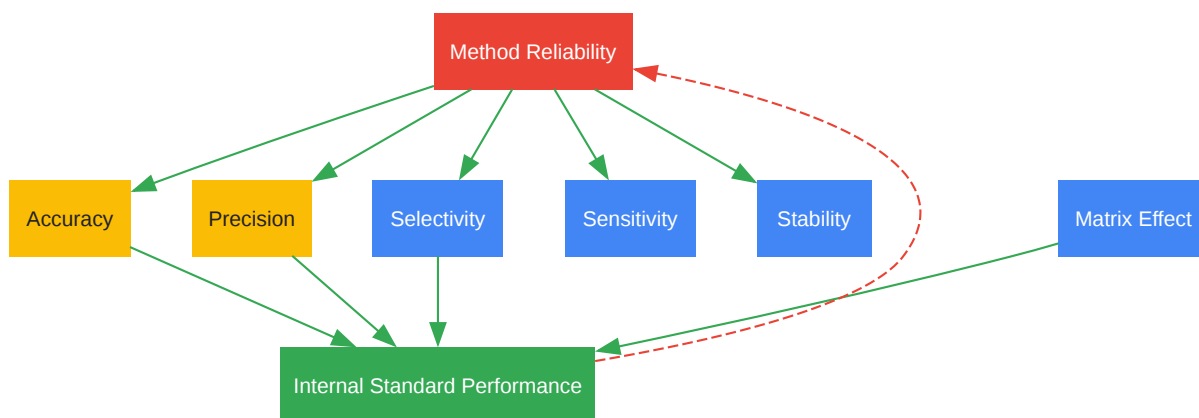 Method Reliability
Accuracy
Precision
Selectivity
Sensitivity
Stability
Matrix Effect
Internal Standard Performance